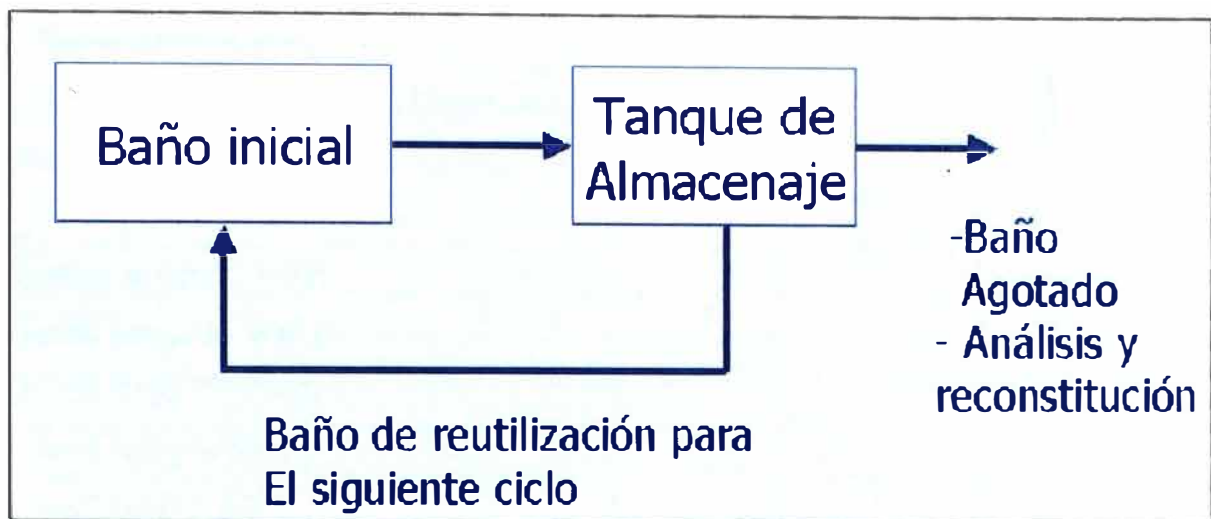 Baño inicial
Tanque de
Almacenaje
-Baño
Agotado
- Análisis y
reconstitución
Baño de reutilización para
El siguiente ciclo